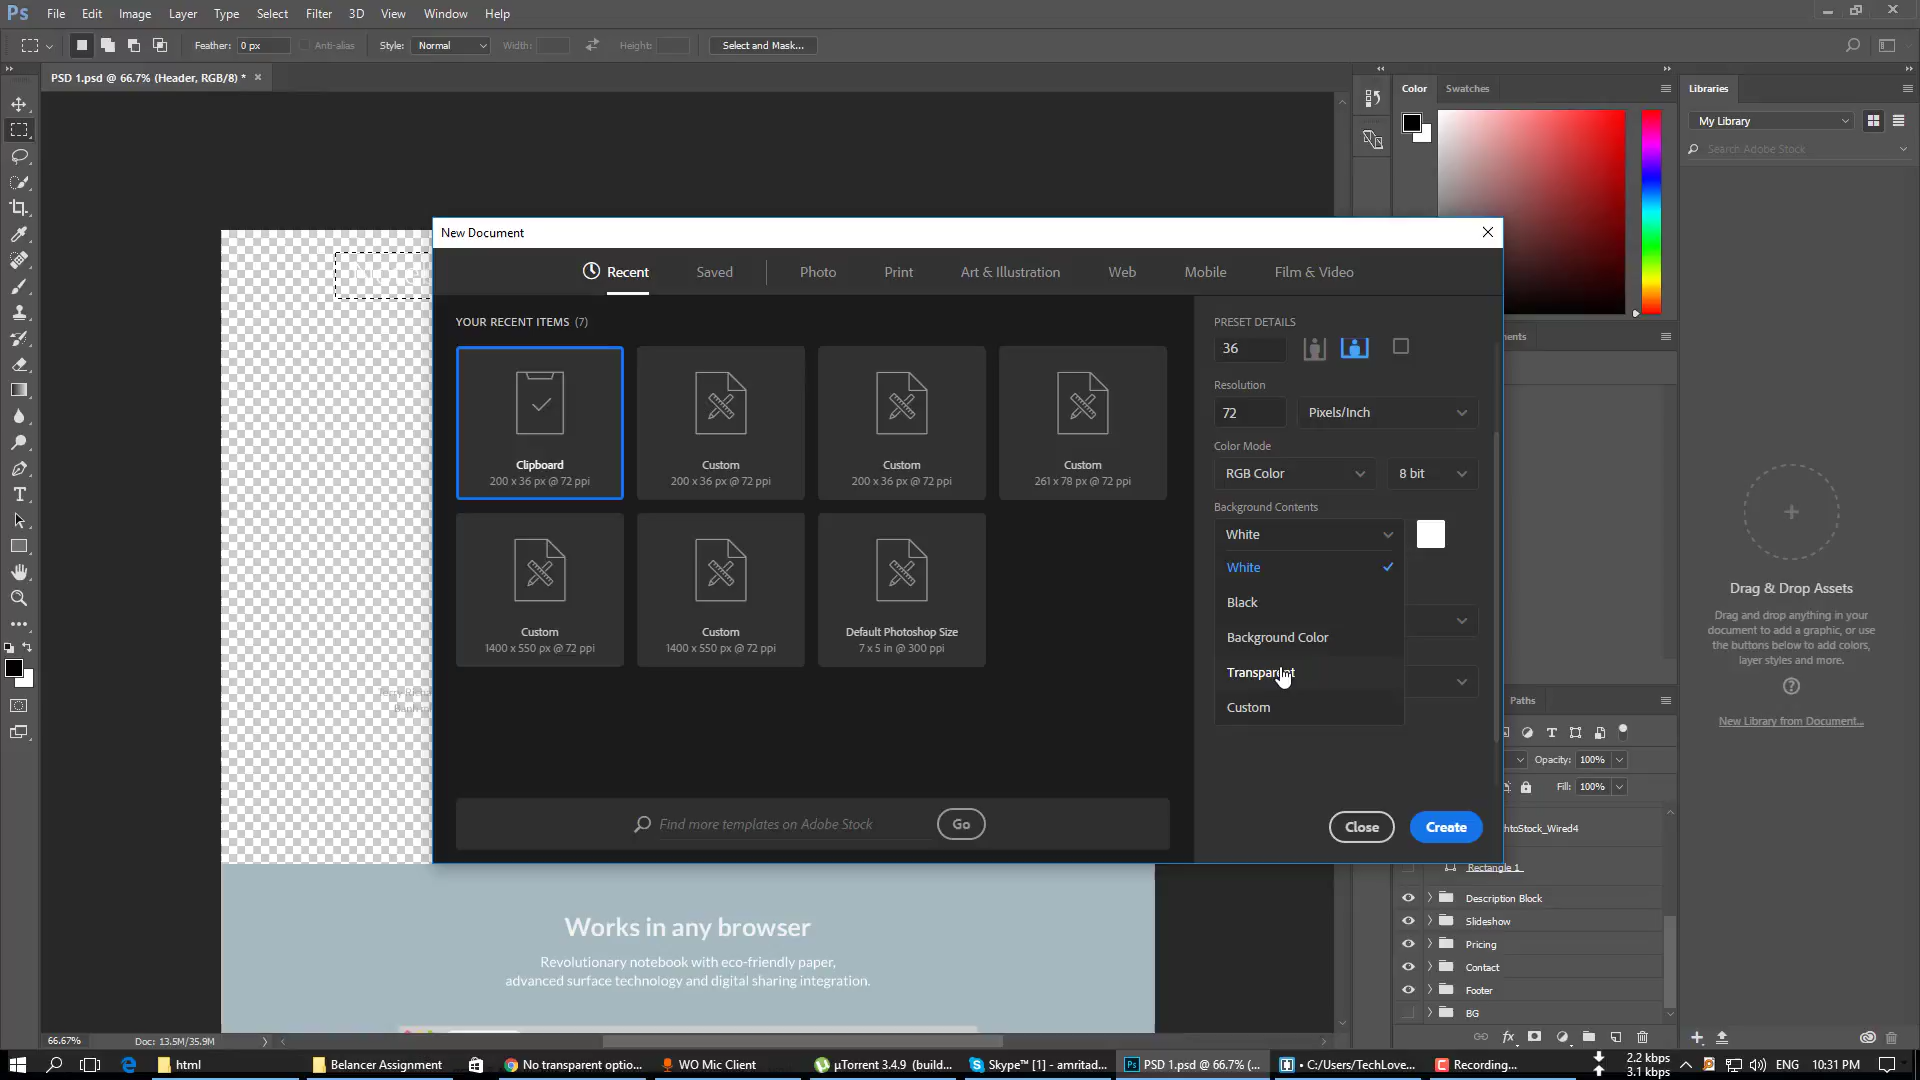 Ps File Edit Image Layer Type Select Filter 3D View Window Help
Feather: 0 px Anti-alias Style: Normal Width: Height: Select and Mask...
PSD 1.psd @ 66.7% (Header, RGB/8) * ×
Color Swatches
Libraries
My Library
Search Adobe Stock
New Document
Recent Saved Photo Print Art & Illustration Web Mobile Film & Video
YOUR RECENT ITEMS (7)
Clipboard
200 x 36 px @ 72 ppi
Custom
200 x 36 px @ 72 ppi
Custom
200 x 36 px @ 72 ppi
Custom
261 x 78 px @ 72 ppi
Custom
1400 x 550 px @ 72 ppi
Custom
1400 x 550 px @ 72 ppi
Default Photoshop Size
7 x 5 in @ 300 ppi
Find more templates on Adobe Stock Go
PRESET DETAILS
36
Resolution
72 Pixels/Inch
Color Mode
RGB Color 8 bit
Background Contents
White
White
Black
Background Color
Transparent
Custom
Close Create
ments
Drag & Drop Assets
Drag and drop anything in your
document to add a graphic, or use
the buttons below to add colors,
layer styles and more.
New Library from Document...
Paths
Opacity: 100%
Fill: 100%
htoStock_Wired4
Rectangle 1
Description Block
Slideshow
Pricing
Contact
Footer
BG
Terry Richa
Banh m
Works in any browser
Revolutionary notebook with eco-friendly paper,
advanced surface technology and digital sharing integration.
66.67% Doc: 13.5M/35.9M
html Belancer Assignment No transparent optio... WO Mic Client µTorrent 3.4.9 (build... Skype™ [1] - amritad... PSD 1.psd @ 66.7% (... • C:/Users/TechLove... Recording... 2.2 kbps ENG 10:31 PM
3.1 kbps